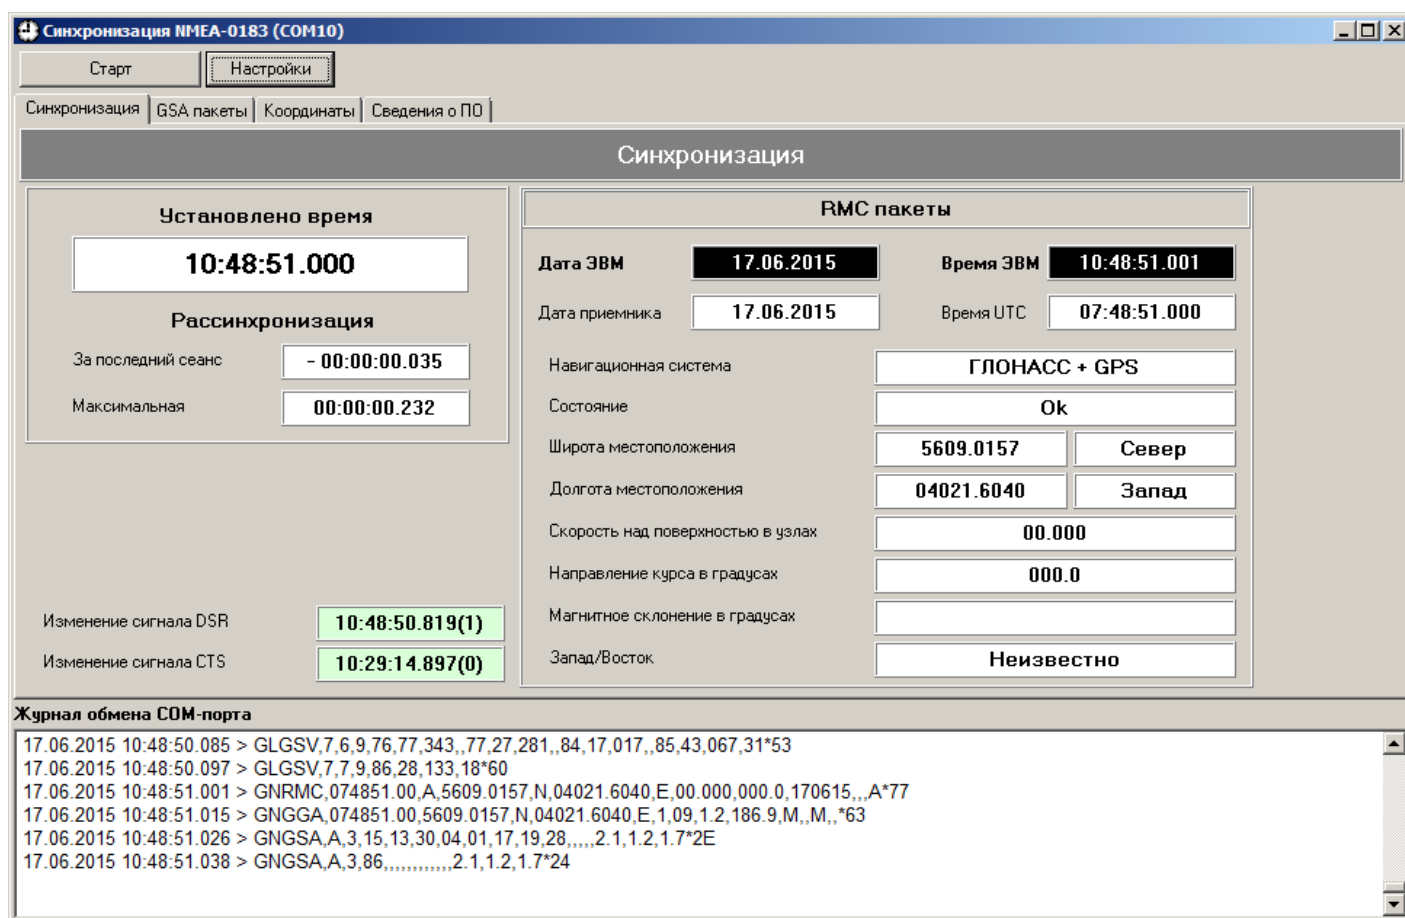 Синхронизация NMEA-0183 (COM10)
Старт Настройки
Синхронизация GSA пакеты Координаты Сведения о ПО
Синхронизация
Установлено время
10:48:51.000
Рассинхронизация
За последний сеанс - 00:00:00.035
Максимальная 00:00:00.232
Изменение сигнала DSR 10:48:50.819(1)
Изменение сигнала CTS 10:29:14.897(0)
RMC пакеты
Дата ЭВМ 17.06.2015 Время ЭВМ 10:48:51.001
Дата приемника 17.06.2015 Время UTC 07:48:51.000
Навигационная система ГЛОНАСС + GPS
Состояние Ok
Широта местоположения 5609.0157 Север
Долгота местоположения 04021.6040 Запад
Скорость над поверхностью в узлах 00.000
Направление курса в градусах 000.0
Магнитное склонение в градусах
Запад/Восток Неизвестно
Журнал обмена COM-порта
17.06.2015 10:48:50.085 > GLGSV,7,6,9,76,77,343,,77,27,281,,84,17,017,,85,43,067,31*53
17.06.2015 10:48:50.097 > GLGSV,7,7,9,86,28,133,18*60
17.06.2015 10:48:51.001 > GNRMC,074851.00,A,5609.0157,N,04021.6040,E,00.000,000.0,170615,,,A*77
17.06.2015 10:48:51.015 > GNGGA,074851.00,5609.0157,N,04021.6040,E,1,09,1.2,186.9,M,,M,,*63
17.06.2015 10:48:51.026 > GNGSA,A,3,15,13,30,04,01,17,19,28,,,,,2.1,1.2,1.7*2E
17.06.2015 10:48:51.038 > GNGSA,A,3,86,,,,,,,,,,,,2.1,1.2,1.7*24